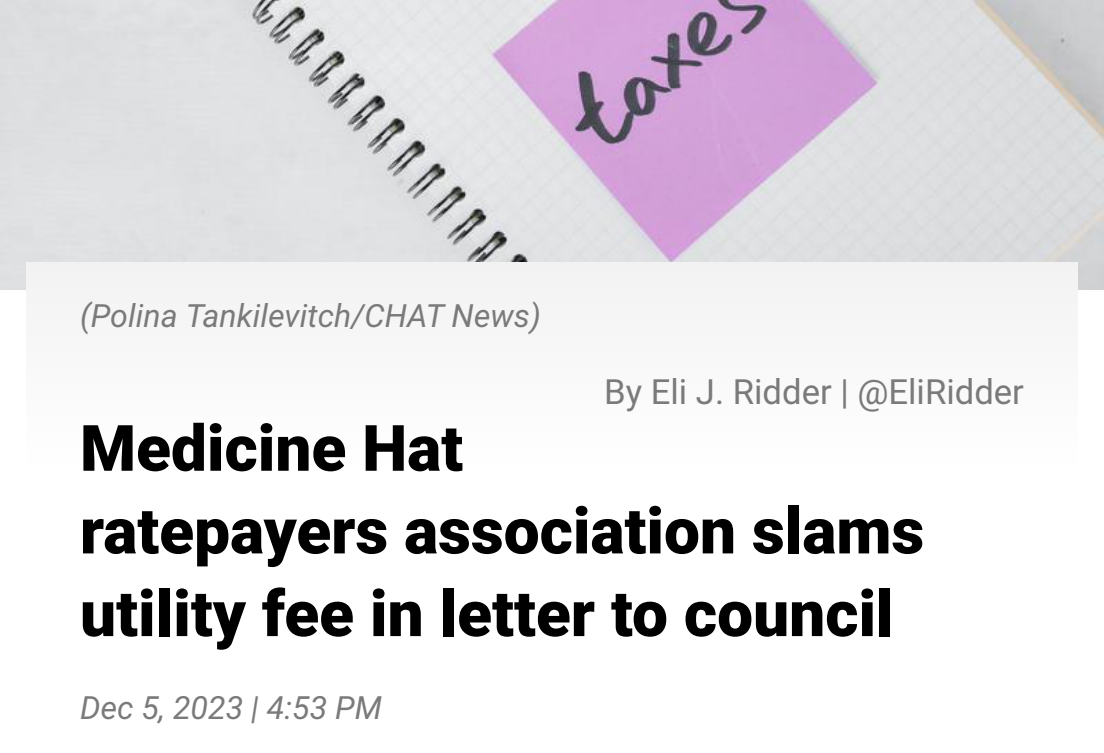 taxes
(Polina Tankilevitch/CHAT News)
By Eli J. Ridder | @EliRidder
Medicine Hat
ratepayers association slams
utility fee in letter to council
Dec 5, 2023 | 4:53 PM